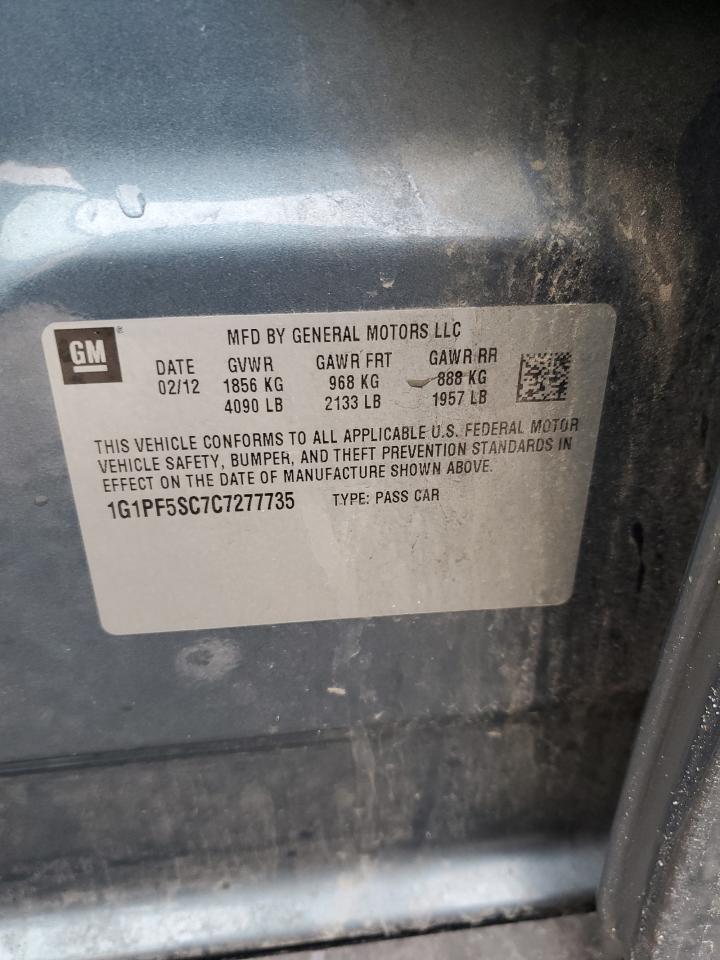 GM ®
MFD BY GENERAL MOTORS LLC
DATE GVWR GAWR FRT GAWR RR
02/12 1856 KG 968 KG 888 KG
4090 LB 2133 LB 1957 LB
THIS VEHICLE CONFORMS TO ALL APPLICABLE U.S. FEDERAL MOTOR
VEHICLE SAFETY, BUMPER, AND THEFT PREVENTION STANDARDS IN
EFFECT ON THE DATE OF MANUFACTURE SHOWN ABOVE.
1G1PF5SC7C7277735 TYPE: PASS CAR